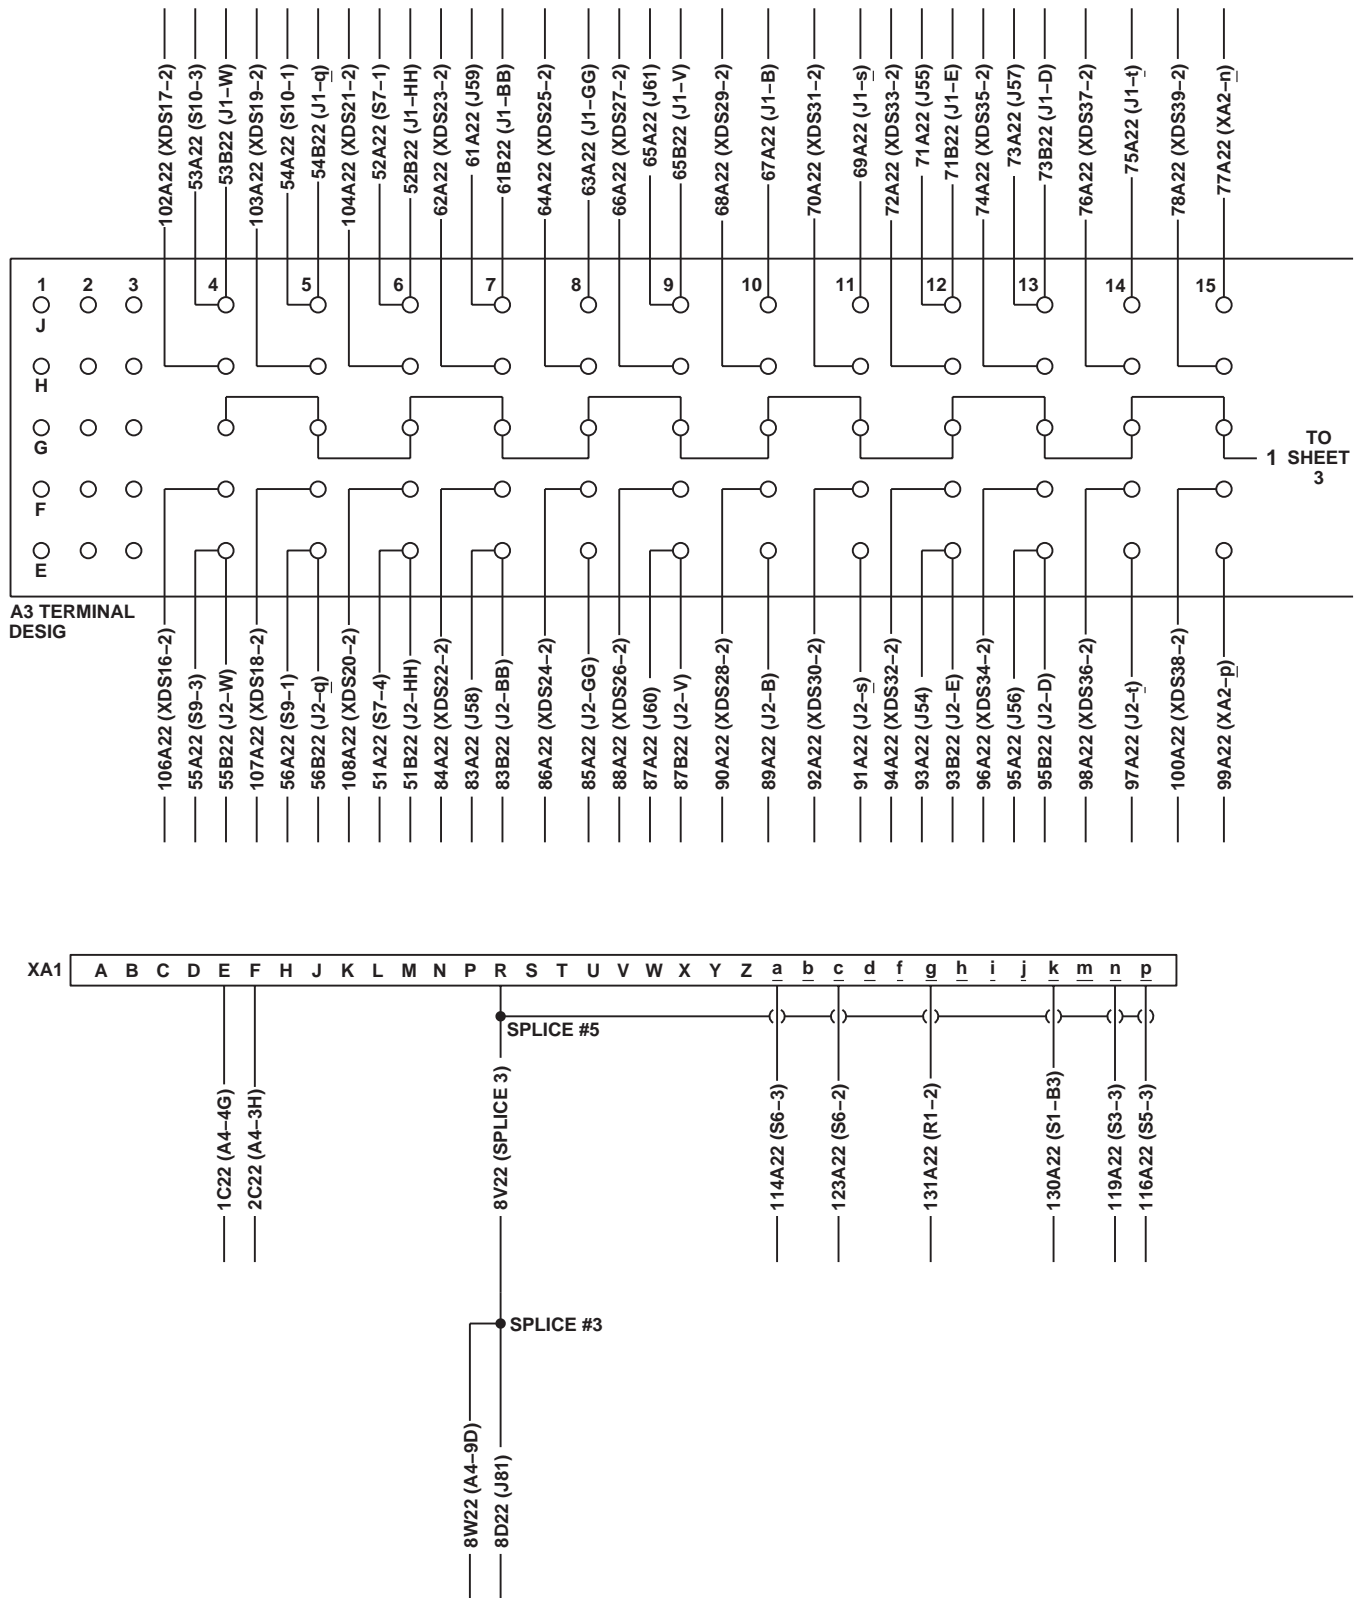 102A22 (XDS17–2)
53A22 (S10–3)
53B22 (J1–W)
103A22 (XDS19–2)
54A22 (S10–1)
54B22 (J1–q)
104A22 (XDS21–2)
52A22 (S7–1)
52B22 (J1–HH)
62A22 (XDS23–2)
61A22 (J59)
61B22 (J1–BB)
64A22 (XDS25–2)
63A22 (J1–GG)
66A22 (XDS27–2)
65A22 (J61)
65B22 (J1–V)
68A22 (XDS29–2)
67A22 (J1–B)
70A22 (XDS31–2)
69A22 (J1–s)
72A22 (XDS33–2)
71A22 (J55)
71B22 (J1–E)
74A22 (XDS35–2)
73A22 (J57)
73B22 (J1–D)
76A22 (XDS37–2)
75A22 (J1–t)
78A22 (XDS39–2)
77A22 (XA2–n)
1 2 3 4 5 6 7 8 9 10 11 12 13 14 15
J
H
G
F
E
1 TO SHEET 3
A3 TERMINAL
DESIG
106A22 (XDS16–2)
55A22 (S9–3)
55B22 (J2–W)
107A22 (XDS18–2)
56A22 (S9–1)
56B22 (J2–q)
108A22 (XDS20–2)
51A22 (S7–4)
51B22 (J2–HH)
84A22 (XDS22–2)
83A22 (J58)
83B22 (J2–BB)
86A22 (XDS24–2)
85A22 (J2–GG)
88A22 (XDS26–2)
87A22 (J60)
87B22 (J2–V)
90A22 (XDS28–2)
89A22 (J2–B)
92A22 (XDS30–2)
91A22 (J2–s)
94A22 (XDS32–2)
93A22 (J54)
93B22 (J2–E)
96A22 (XDS34–2)
95A22 (J56)
95B22 (J2–D)
98A22 (XDS36–2)
97A22 (J2–t)
100A22 (XDS38–2)
99A22 (XA2–p)
XA1 A B C D E F H J K L M N P R S T U V W X Y Z a b c d f g h i j k m n p
SPLICE #5
1C22 (A4–4G)
2C22 (A4–3H)
8V22 (SPLICE 3)
114A22 (S6–3)
123A22 (S6–2)
131A22 (R1–2)
130A22 (S1–B3)
119A22 (S3–3)
116A22 (S5–3)
SPLICE #3
8W22 (A4–9D)
8D22 (J81)